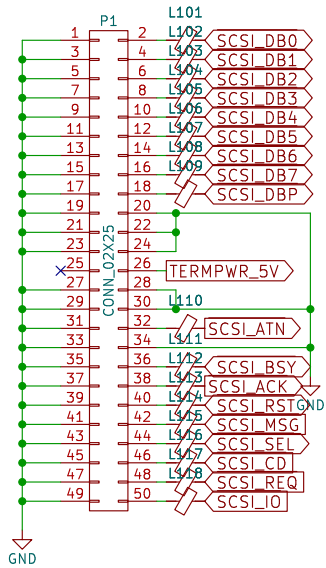 P1
L101
1 2 L102 SCSI_DB0
3 4 L103 SCSI_DB1
5 6 L104 SCSI_DB2
7 8 L105 SCSI_DB3
9 10 L106 SCSI_DB4
11 12 L107 SCSI_DB5
13 14 L108 SCSI_DB6
15 16 L109 SCSI_DB7
17 18 SCSI_DBP
19 20
21 22
23 24
25 26 TERMPWR_5V
27 28
CONN_02X25
29 30 L110
31 32 SCSI_ATN
33 34 L111
35 36 L112 SCSI_BSY
37 38 L113 SCSI_ACK
39 40 L114 SCSI_RST
GND
41 42 L115 SCSI_MSG
43 44 L116 SCSI_SEL
45 46 L117 SCSI_CD
47 48 L118 SCSI_REQ
49 50 SCSI_IO
GND